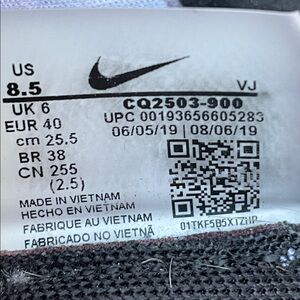 US
8.5
VJ
UK 6
CQ2503-900
EUR 40
UPC 00193656605283
cm 25.5
06/05/19 | 08/06/19
BR 38
CN 255
(2.5)
MADE IN VIETNAM
HECHO EN VIETNAM
FABRIQUE AU VIETNAM
FABRICADO NO VIETNÃ